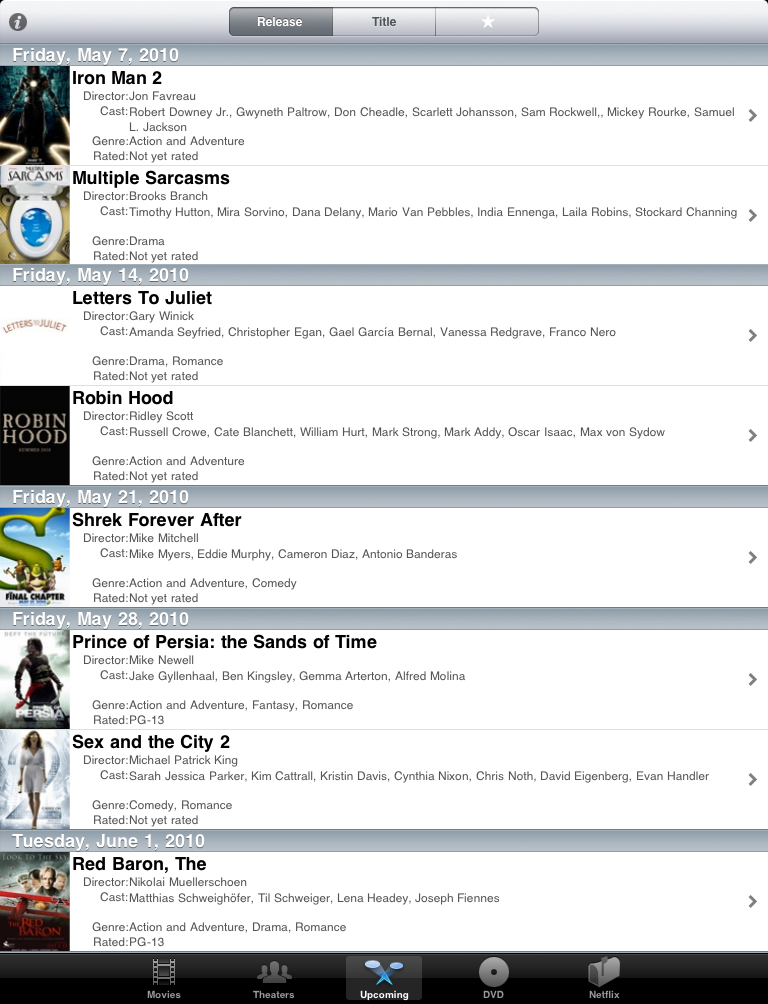 Release Title
Friday, May 7, 2010
Iron Man 2
Director:Jon Favreau
Cast:Robert Downey Jr., Gwyneth Paltrow, Don Cheadle, Scarlett Johansson, Sam Rockwell,, Mickey Rourke, Samuel
L. Jackson
Genre:Action and Adventure
Rated:Not yet rated
MULTIPLE
SARCASMS
Multiple Sarcasms
Director:Brooks Branch
Cast:Timothy Hutton, Mira Sorvino, Dana Delany, Mario Van Pebbles, India Ennenga, Laila Robins, Stockard Channing
Genre:Drama
Rated:Not yet rated
Friday, May 14, 2010
LETTERS TO JULIET
Letters To Juliet
Director:Gary Winick
Cast:Amanda Seyfried, Christopher Egan, Gael García Bernal, Vanessa Redgrave, Franco Nero
Genre:Drama, Romance
Rated:Not yet rated
ROBIN
HOOD
SUMMER 2010
Robin Hood
Director:Ridley Scott
Cast:Russell Crowe, Cate Blanchett, William Hurt, Mark Strong, Mark Addy, Oscar Isaac, Max von Sydow
Genre:Action and Adventure
Rated:Not yet rated
Friday, May 21, 2010
FINAL CHAPTER
Shrek Forever After
Director:Mike Mitchell
Cast:Mike Myers, Eddie Murphy, Cameron Diaz, Antonio Banderas
Genre:Action and Adventure, Comedy
Rated:Not yet rated
Friday, May 28, 2010
DEFY THE FUTURE
PERSIA
Prince of Persia: the Sands of Time
Director:Mike Newell
Cast:Jake Gyllenhaal, Ben Kingsley, Gemma Arterton, Alfred Molina
Genre:Action and Adventure, Fantasy, Romance
Rated:PG-13
2
Sex and the City 2
Director:Michael Patrick King
Cast:Sarah Jessica Parker, Kim Cattrall, Kristin Davis, Cynthia Nixon, Chris Noth, David Eigenberg, Evan Handler
Genre:Comedy, Romance
Rated:Not yet rated
Tuesday, June 1, 2010
LOOK TO THE SKY
THE
RED
BARON
Red Baron, The
Director:Nikolai Muellerschoen
Cast:Matthias Schweighöfer, Til Schweiger, Lena Headey, Joseph Fiennes
Genre:Action and Adventure, Drama, Romance
Rated:PG-13
Movies Theaters Upcoming DVD Netflix